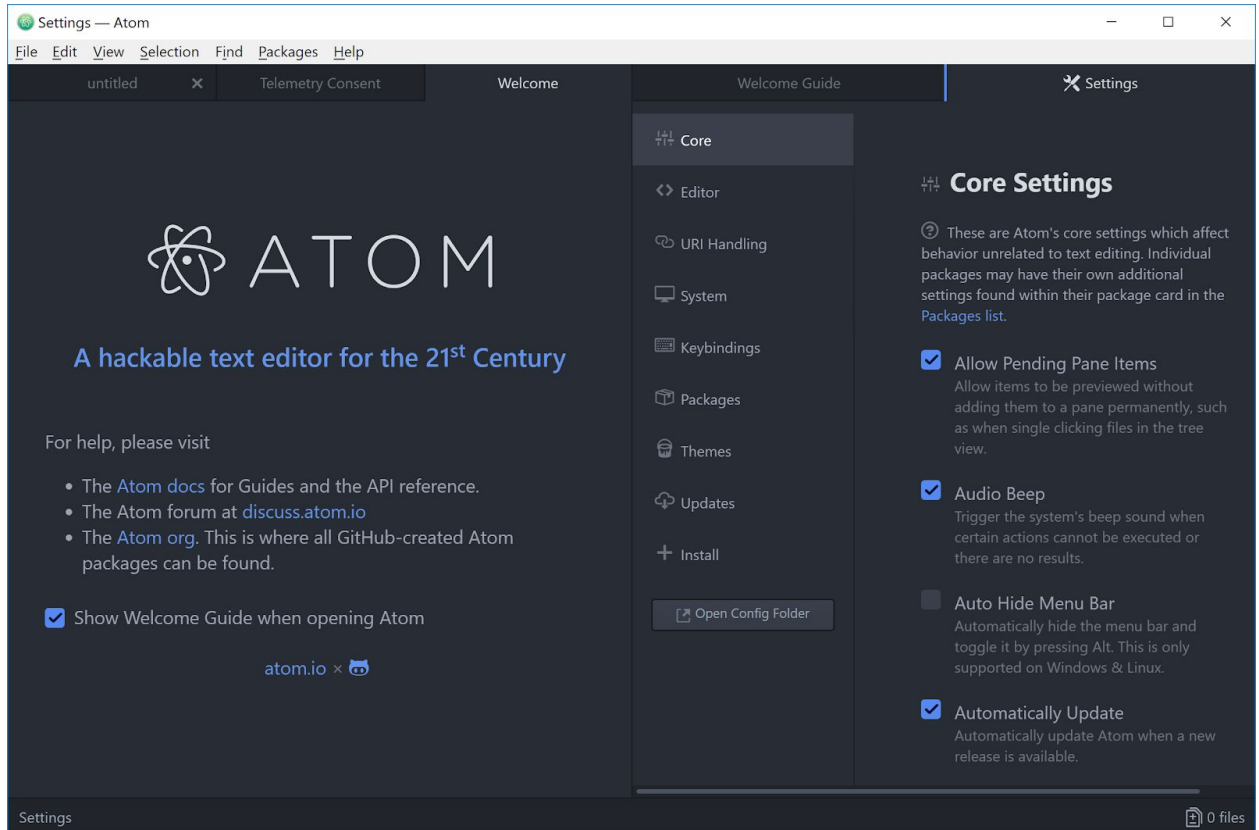 Settings — Atom
File Edit View Selection Find Packages Help
untitled
Telemetry Consent
Welcome
Welcome Guide
Settings
ATOM
A hackable text editor for the 21st Century
For help, please visit
• The Atom docs for Guides and the API reference.
• The Atom forum at discuss.atom.io
• The Atom org. This is where all GitHub-created Atom
packages can be found.
Show Welcome Guide when opening Atom
atom.io ×
Core
Editor
URI Handling
System
Keybindings
Packages
Themes
Updates
Install
Open Config Folder
Core Settings
These are Atom's core settings which affect
behavior unrelated to text editing. Individual
packages may have their own additional
settings found within their package card in the
Packages list.
Allow Pending Pane Items
Allow items to be previewed without
adding them to a pane permanently, such
as when single clicking files in the tree
view.
Audio Beep
Trigger the system's beep sound when
certain actions cannot be executed or
there are no results.
Auto Hide Menu Bar
Automatically hide the menu bar and
toggle it by pressing Alt. This is only
supported on Windows & Linux.
Automatically Update
Automatically update Atom when a new
release is available.
Settings
0 files